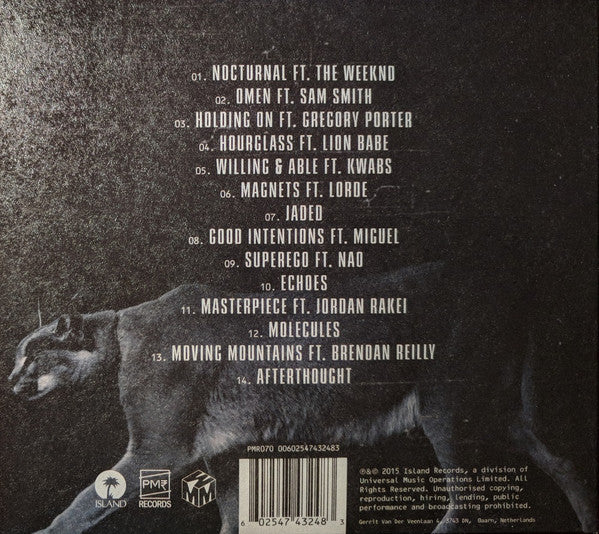 01. NOCTURNAL FT. THE WEEKND
02. OMEN FT. SAM SMITH
03. HOLDING ON FT. GREGORY PORTER
04. HOURGLASS FT. LION BABE
05. WILLING & ABLE FT. KWABS
06. MAGNETS FT. LORDE
07. JADED
08. GOOD INTENTIONS FT. MIGUEL
09. SUPEREGO FT. NAO
10. ECHOES
11. MASTERPIECE FT. JORDAN RAKEI
12. MOLECULES
13. MOVING MOUNTAINS FT. BRENDAN REILLY
14. AFTERTHOUGHT
PMR070 00602547432483
ISLAND
PMR
RECORDS
6 02547 43248 3
℗&© 2015 Island Records, a division of
Universal Music Operations Limited. All
Rights Reserved. Unauthorised copying,
reproduction, hiring, lending, public
performance and broadcasting prohibited.
Gerrit Van Der Veenlaan 4, 3743 DN, Baarn, Netherlands